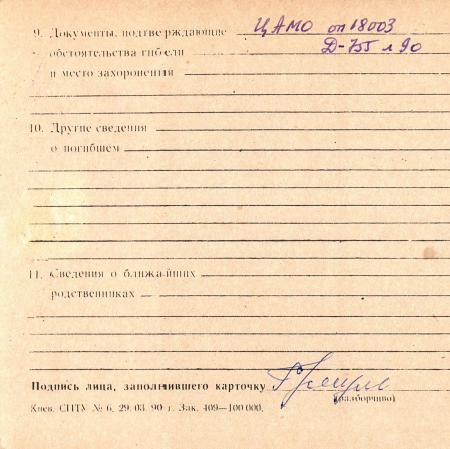 9. Документы, подтверждающие ЦАМО оп 18003
обстоятельства гибели Д-755 л 90
и место захоронения
10. Другие сведения
о погибшем
11. Сведения о ближайших
родственниках
Подпись лица, заполнившего карточку
(разборчиво)
Киев. СПТУ № 6. 29. 03. 90 г. Зак. 409—100 000.